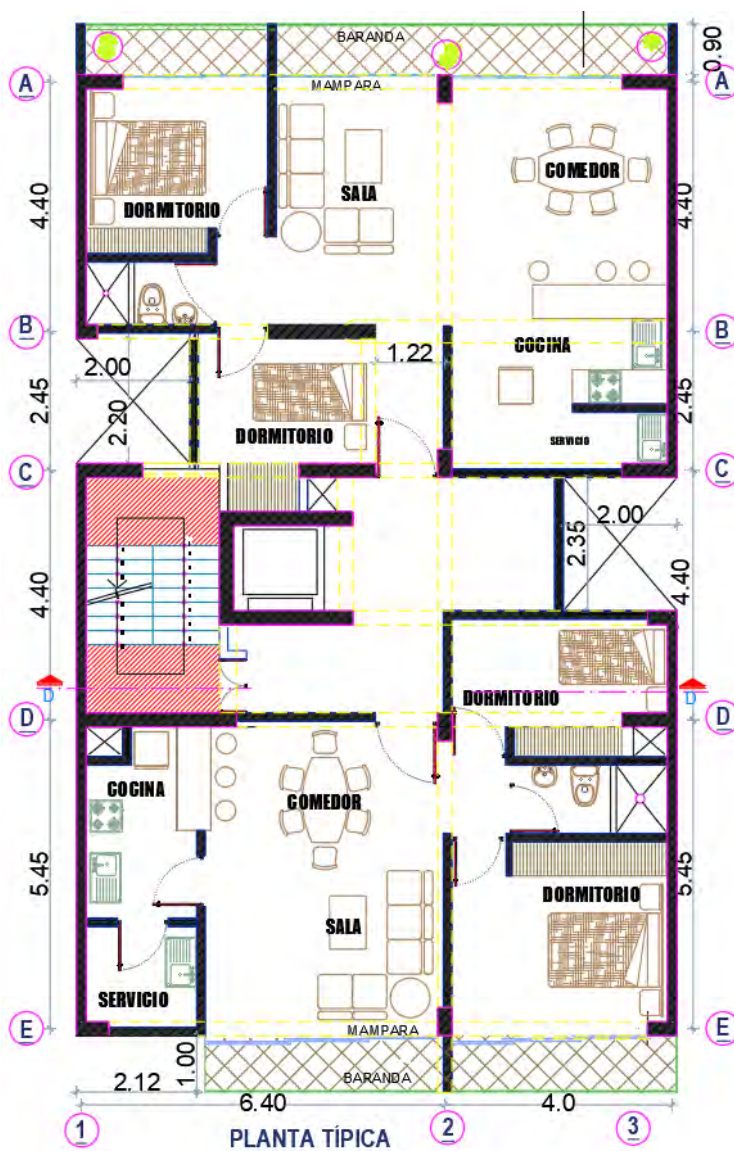 BARANDA
0.90
A
MAMPARA
A
4.40
DORMITORIO
SALA
COMEDOR
4.40
B
B
2.45
2.00
2.20
1.22
COCINA
2.45
DORMITORIO
SERVICIO
C
C
4.40
2.35
2.00
4.40
D
DORMITORIO
D
D
D
COCINA
COMEDOR
5.45
SALA
DORMITORIO
5.45
SERVICIO
E
MAMPARA
E
1.00
BARANDA
2.12
6.40
4.0
1
2
3
PLANTA TÍPICA